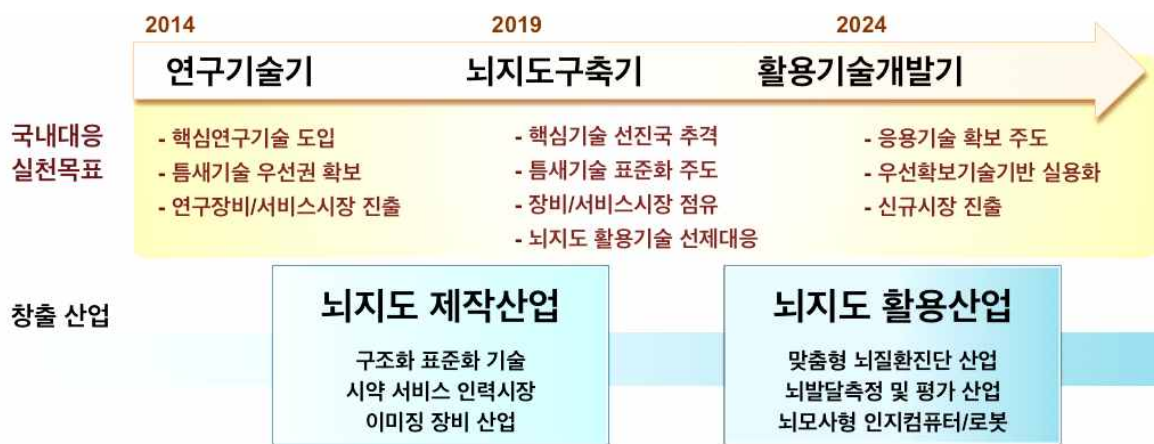 2014 2019 2024
연구기술기 뇌지도구축기 활용기술개발기
국내대응
실천목표
- 핵심연구기술 도입
- 틈새기술 우선권 확보
- 연구장비/서비스시장 진출
- 핵심기술 선진국 추격
- 틈새기술 표준화 주도
- 장비/서비스시장 점유
- 뇌지도 활용기술 선제대응
- 응용기술 확보 주도
- 우선확보기술기반 실용화
- 신규시장 진출
창출 산업
뇌지도 제작산업
구조화 표준화 기술
시약 서비스 인력시장
이미징 장비 산업
뇌지도 활용산업
맞춤형 뇌질환진단 산업
뇌발달측정 및 평가 산업
뇌모사형 인지컴퓨터/로봇